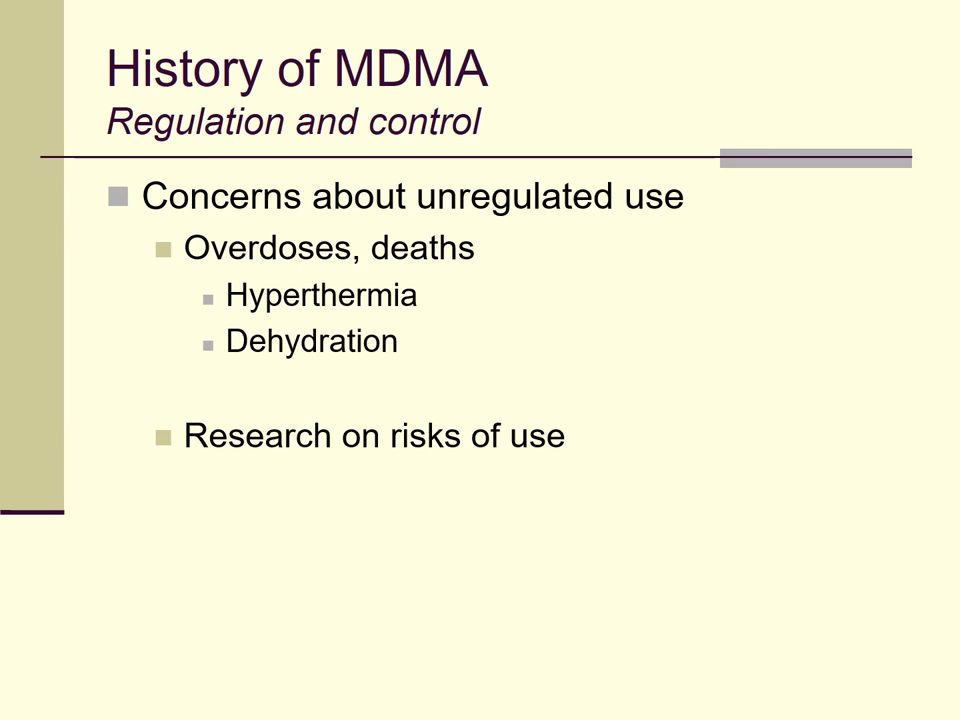 History of MDMA
Regulation and control
Concerns about unregulated use
Overdoses, deaths
Hyperthermia
Dehydration
Research on risks of use